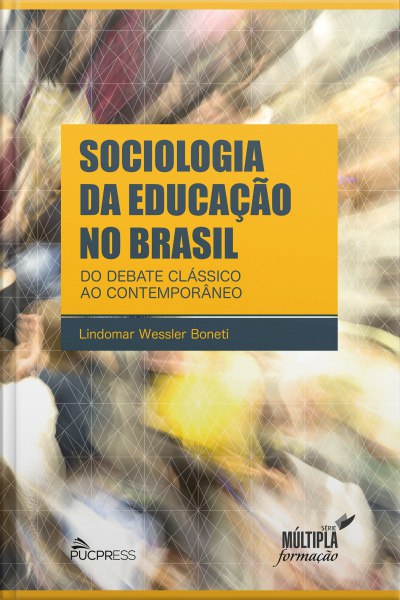 SOCIOLOGIA
DA EDUCAÇÃO
NO BRASIL
DO DEBATE CLÁSSICO
AO CONTEMPORÂNEO
Lindomar Wessler Boneti
PUCPRESS
SÉRIE
MÚLTIPLA
formação